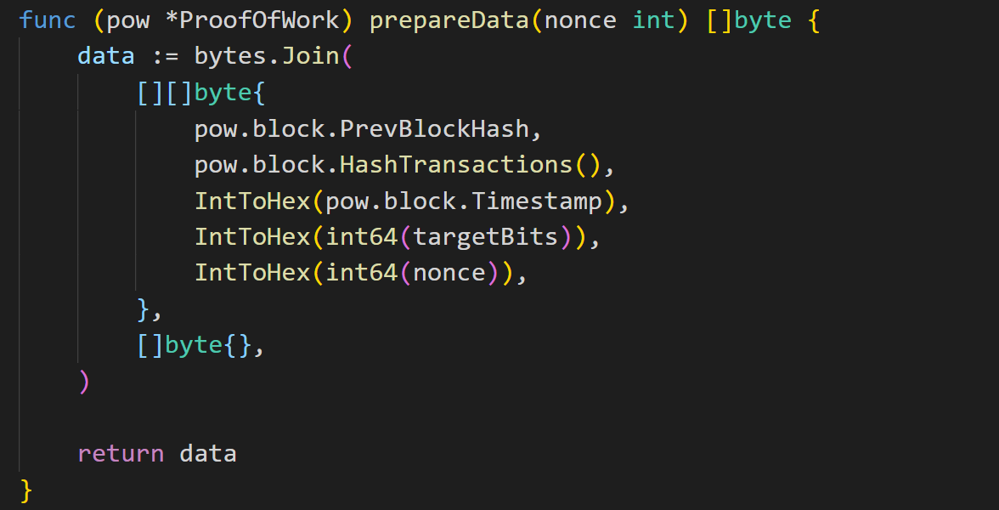 func (pow *ProofOfWork) prepareData(nonce int) []byte {
    data := bytes.Join(
        [][]byte{
            pow.block.PrevBlockHash,
            pow.block.HashTransactions(),
            IntToHex(pow.block.Timestamp),
            IntToHex(int64(targetBits)),
            IntToHex(int64(nonce)),
        },
        []byte{},
    )

    return data
}